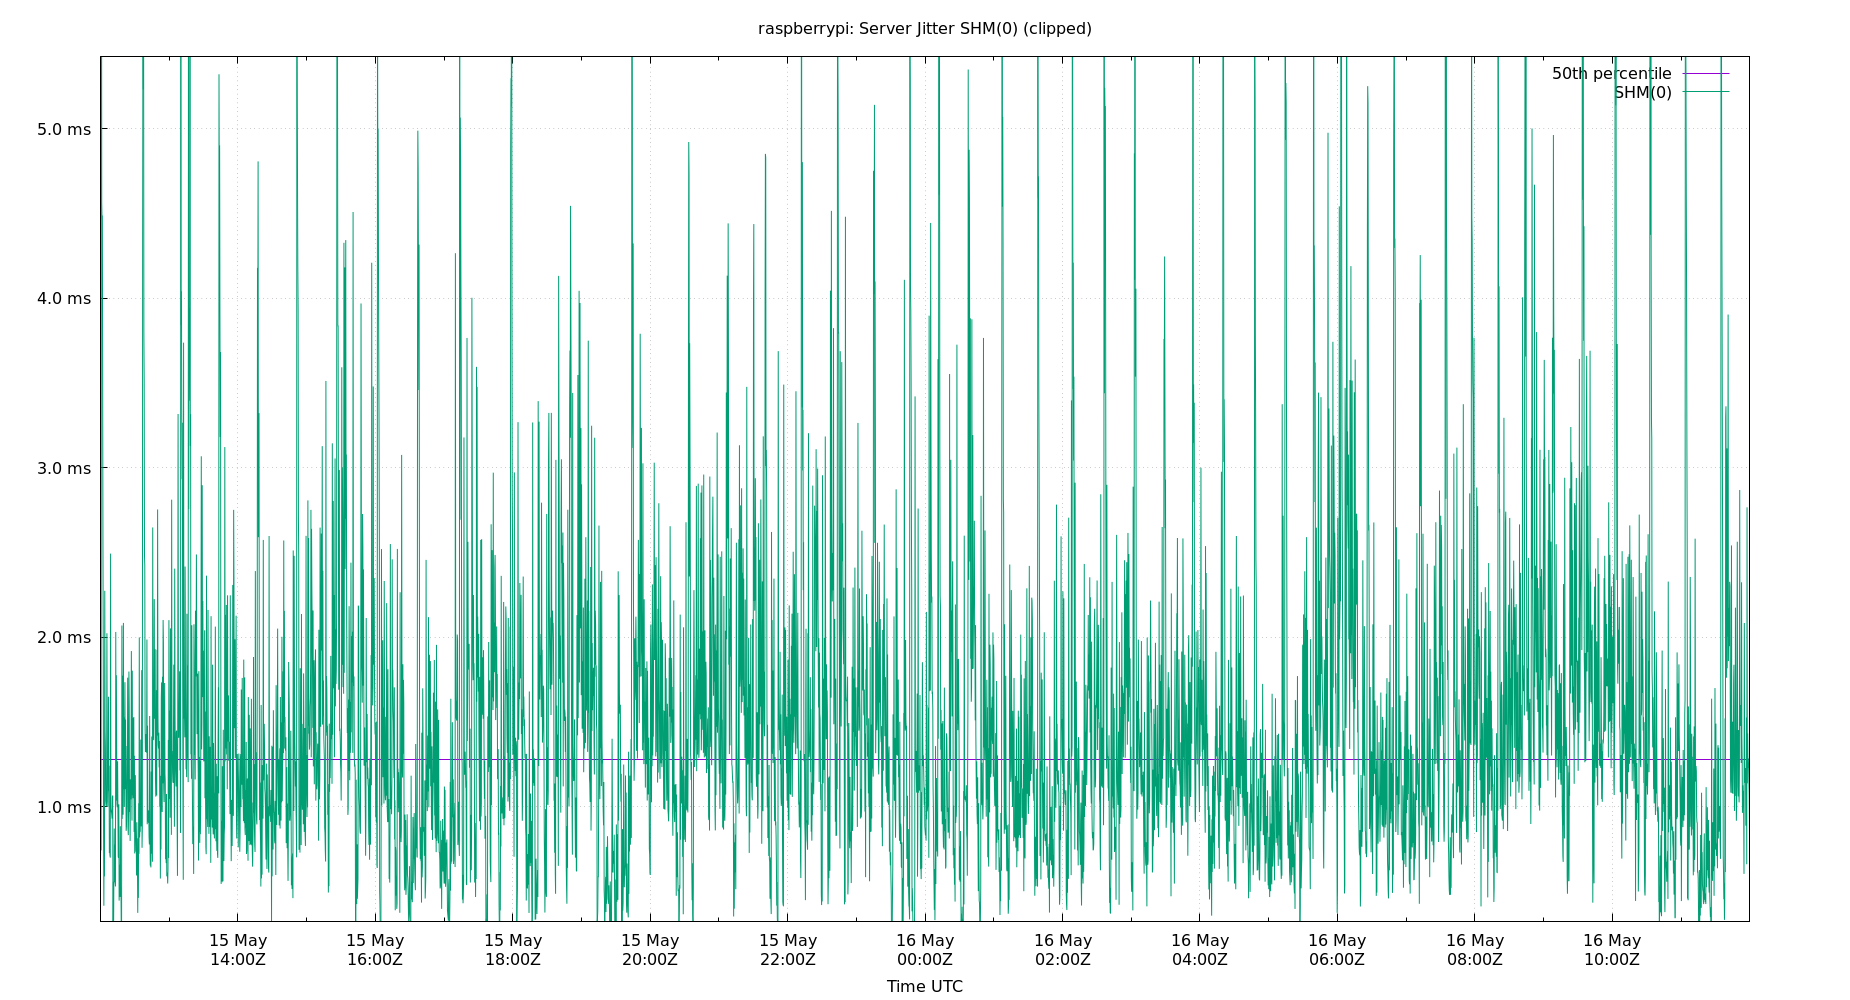 raspberrypi: Server Jitter SHM(0) (clipped)
50th percentile
SHM(0)
5.0 ms
4.0 ms
3.0 ms
2.0 ms
1.0 ms
15 May 15 May 15 May 15 May 15 May 16 May 16 May 16 May 16 May 16 May 16 May
14:00Z 16:00Z 18:00Z 20:00Z 22:00Z 00:00Z 02:00Z 04:00Z 06:00Z 08:00Z 10:00Z
Time UTC